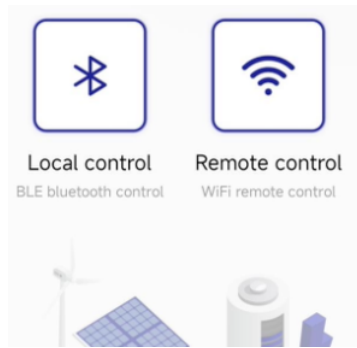 Local control
BLE bluetooth control
Remote control
WiFi remote control